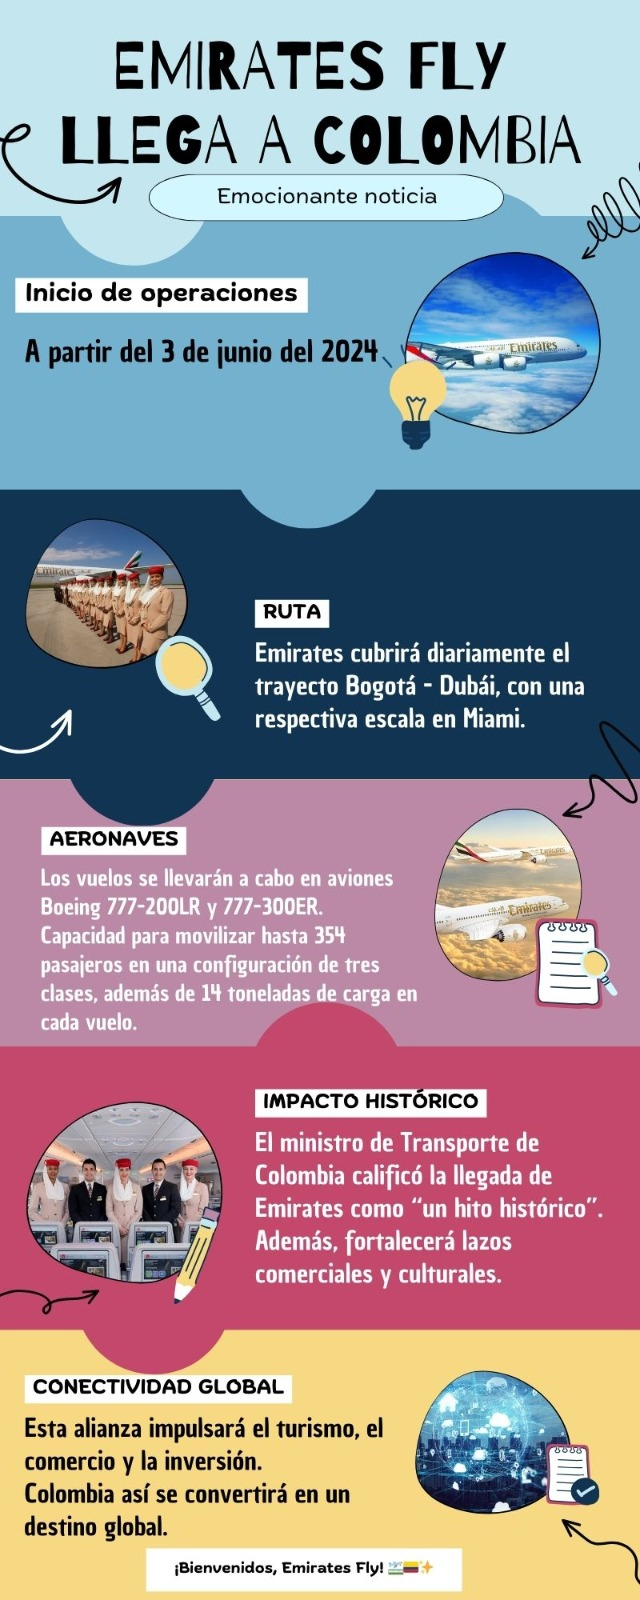 EMIRATES FLY
LLEGA A COLOMBIA
Emocionante noticia
Inicio de operaciones
A partir del 3 de junio del 2024
Emirates
Emirates
RUTA
Emirates cubrirá diariamente el
trayecto Bogotá - Dubái, con una
respectiva escala en Miami.
AERONAVES
Los vuelos se llevarán a cabo en aviones
Boeing 777-200LR y 777-300ER.
Capacidad para movilizar hasta 354
pasajeros en una configuración de tres
clases, además de 14 toneladas de carga en
cada vuelo.
Emirates
Emirates
IMPACTO HISTÓRICO
El ministro de Transporte de
Colombia calificó la llegada de
Emirates como “un hito histórico”.
Además, fortalecerá lazos
comerciales y culturales.
CONECTIVIDAD GLOBAL
Esta alianza impulsará el turismo, el
comercio y la inversión.
Colombia así se convertirá en un
destino global.
¡Bienvenidos, Emirates Fly! 🛫🇨🇴✨